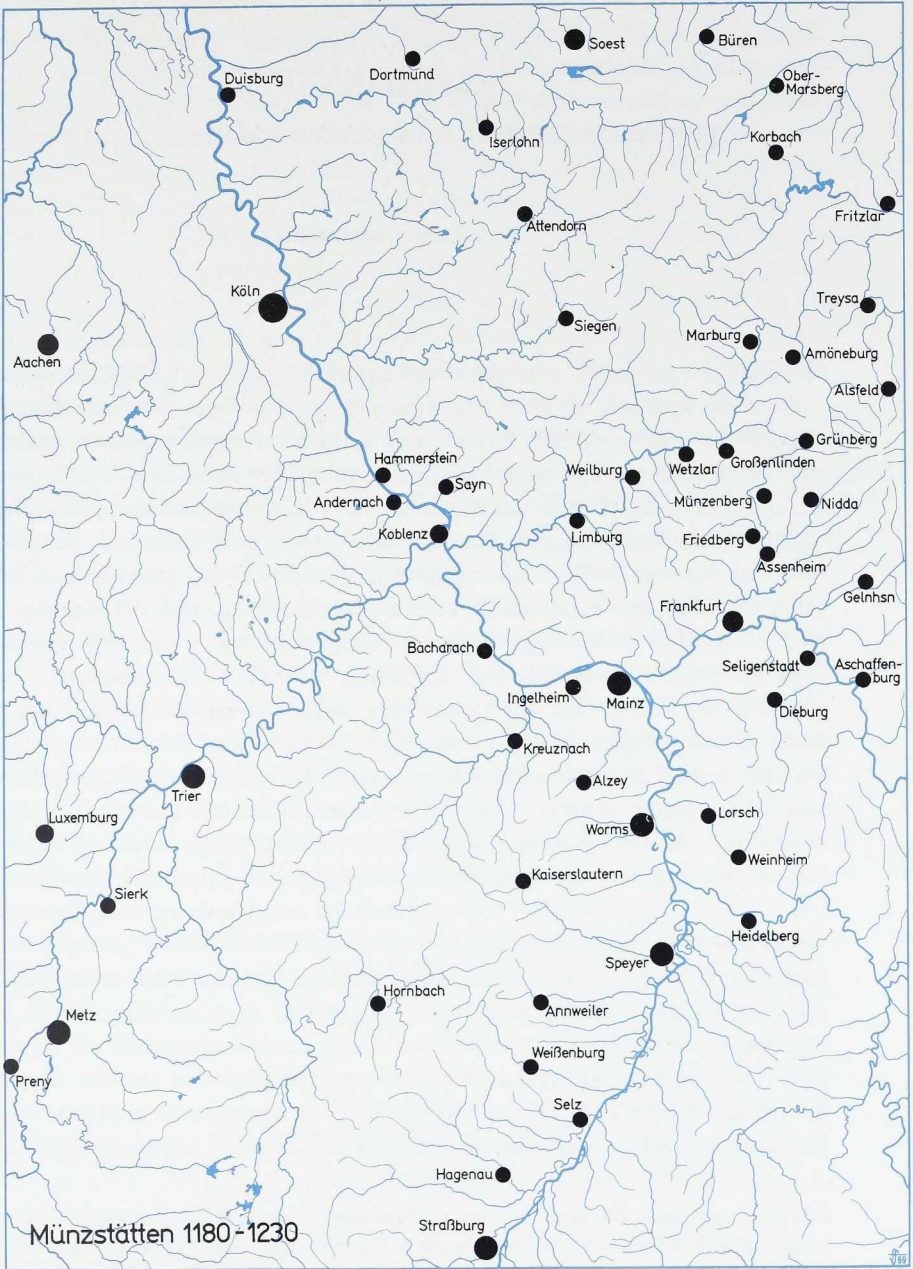 Soest
Büren
Dortmund
Duisburg
Ober-
Marsberg
Iserlohn
Korbach
Attendorn
Fritzlar
Köln
Treysa
Siegen
Marburg
Amöneburg
Aachen
Alsfeld
Grünberg
Hammerstein
Weilburg
Wetzlar
Großenlinden
Sayn
Andernach
Münzenberg
Nidda
Koblenz
Limburg
Friedberg
Assenheim
Gelnhsn
Frankfurt
Bacharach
Seligenstadt
Aschaffen-
burg
Ingelheim
Mainz
Dieburg
Kreuznach
Trier
Alzey
Luxemburg
Lorsch
Worms
Weinheim
Kaiserslautern
Sierk
Heidelberg
Speyer
Hornbach
Metz
Annweiler
Weißenburg
Preny
Selz
Hagenau
Straßburg
Münzstätten 1180-1230
69